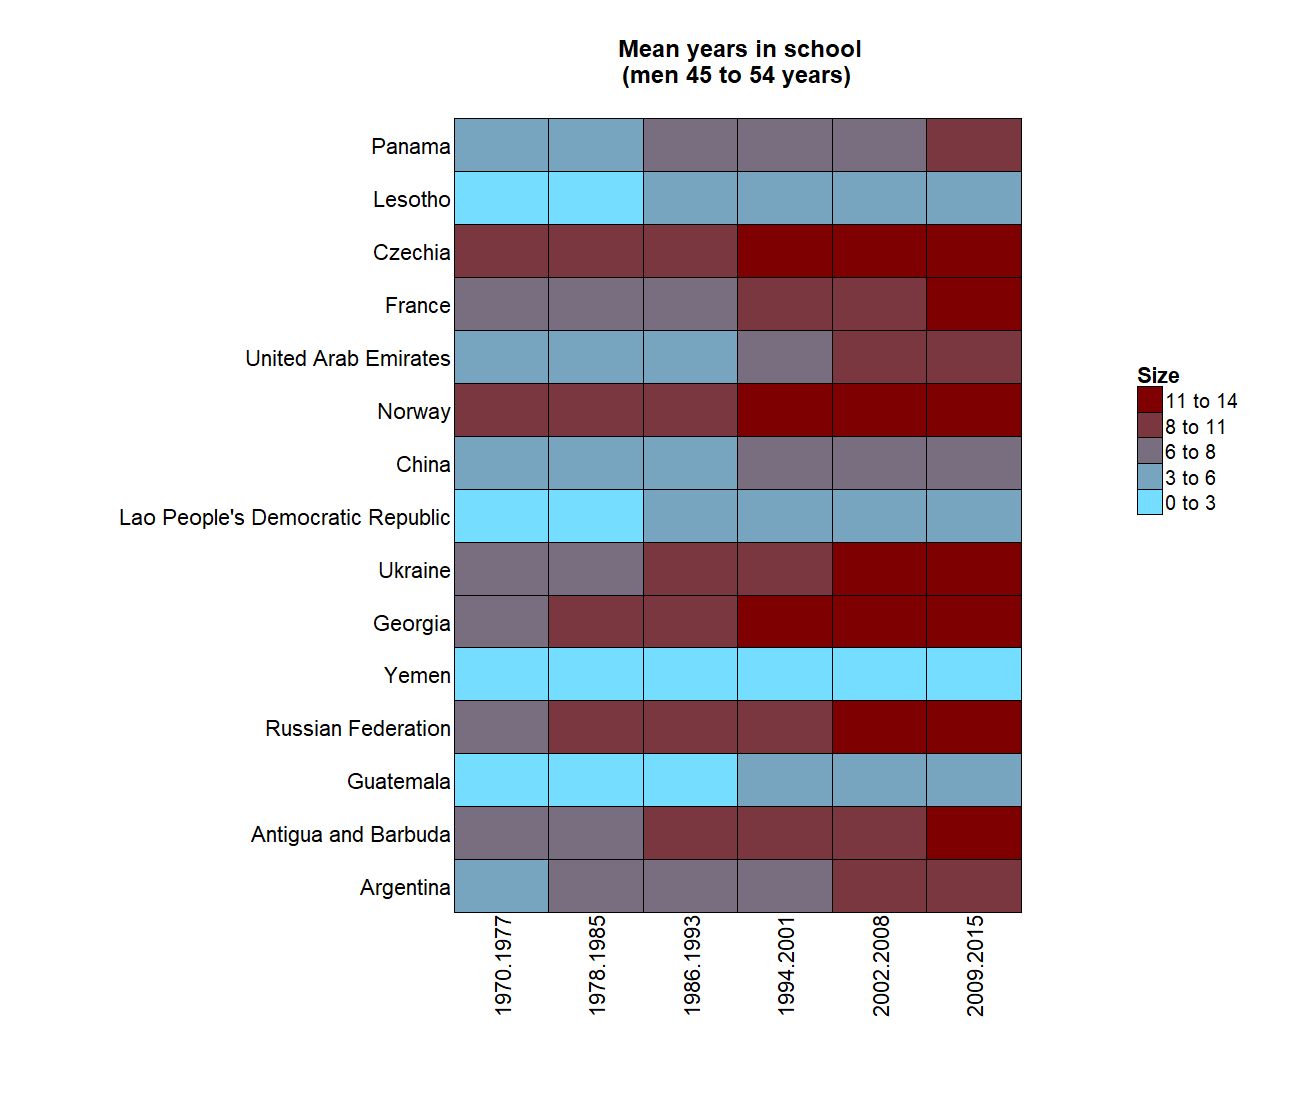 Mean years in school
(men 45 to 54 years)
Panama
Lesotho
Czechia
France
United Arab Emirates
Norway
China
Lao People's Democratic Republic
Ukraine
Georgia
Yemen
Russian Federation
Guatemala
Antigua and Barbuda
Argentina
1970.1977
1978.1985
1986.1993
1994.2001
2002.2008
2009.2015
Size
11 to 14
8 to 11
6 to 8
3 to 6
0 to 3